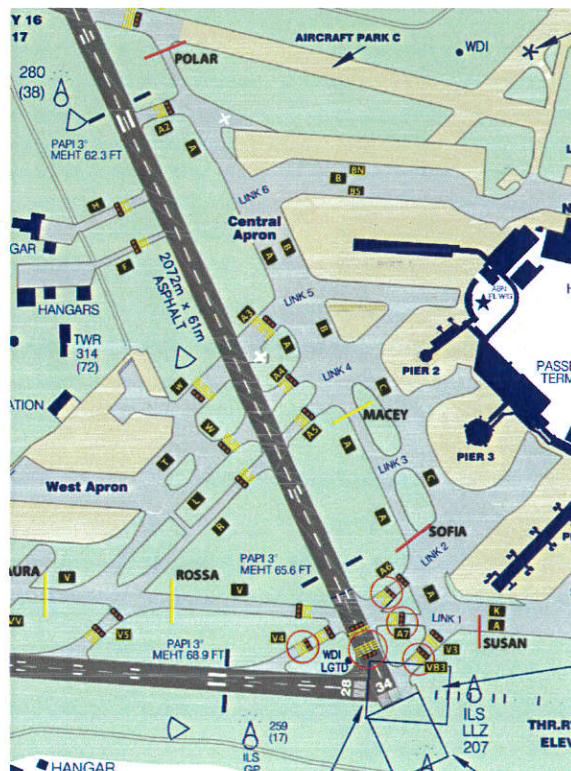 Y 16
17
AIRCRAFT PARK C
WDI
POLAR
280
(38)
PAPI 3°
MEHT 62.3 FT
A2
A
LINK 6
B
BN
BS
H
Central
Apron
A
B
GAR
F
2072m x 61m
ASPHALT
HANGARS
LINK 5
A3
B
A
TWR
314
(72)
PIER 2
PASSE
TERM
W
A4
LINK 4
C
ATION
W
A5
MACEY
A
PIER 3
T
LINK 3
C
West Apron
L
A
R
SOFIA
LINK 2
PAPI 3°
MEHT 65.6 FT
A6
AURA
V
ROSSA
V
A
LINK 1
K
A
VV
V5
V4
A7
SUSAN
PAPI 3°
MEHT 68.9 FT
WDI
LGTD
V3
VB3
28
34
ILS
LLZ
207
259
(17)
ILS
GP
THR.R
ELEV
HANGAR